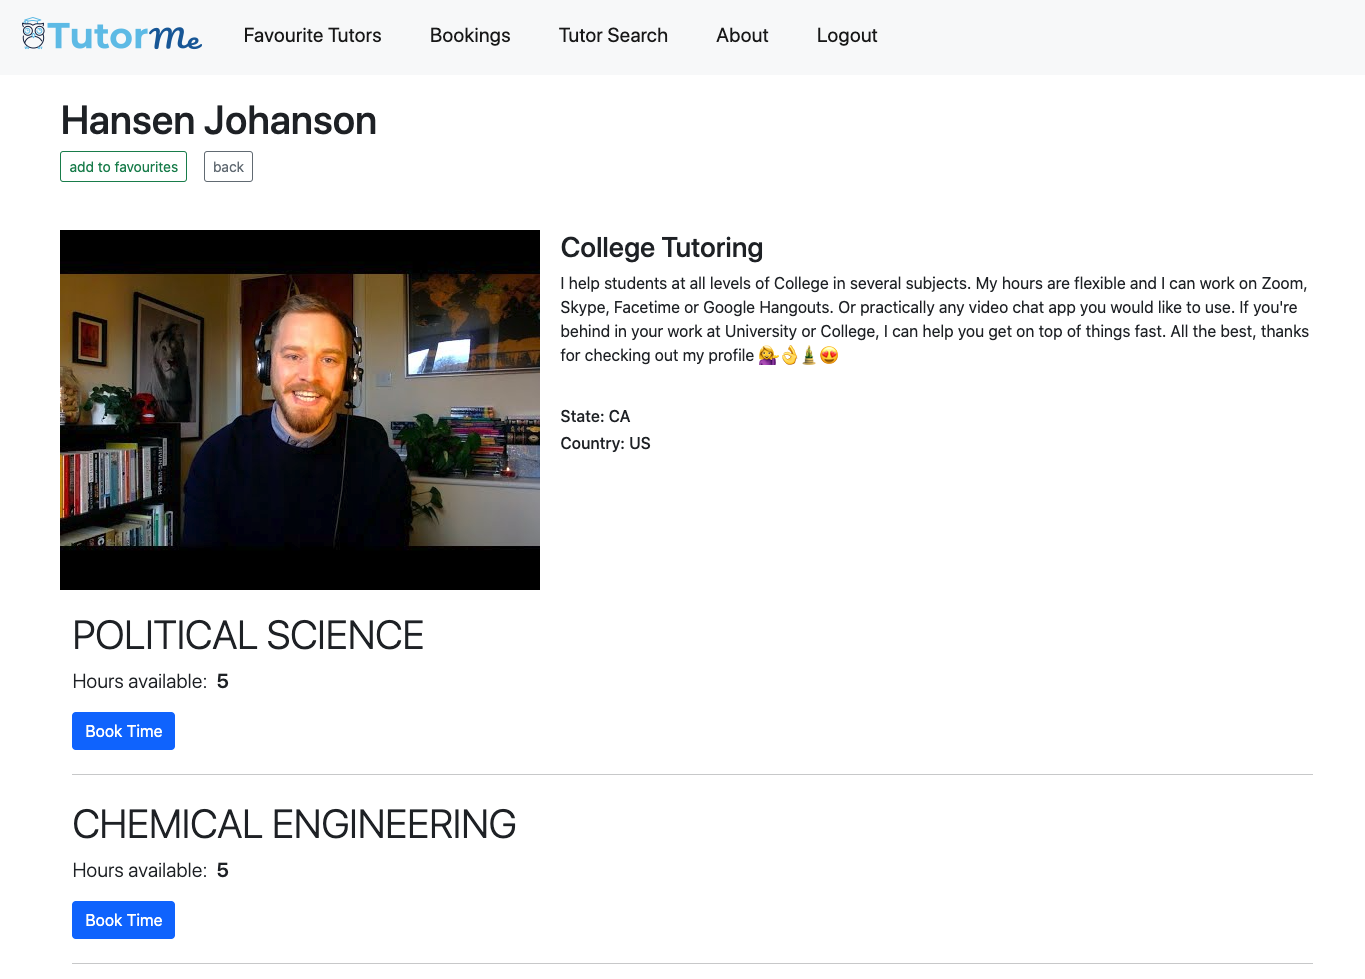 TutorMe Favourite Tutors Bookings Tutor Search About Logout
Hansen Johanson
add to favourites back
College Tutoring
I help students at all levels of College in several subjects. My hours are flexible and I can work on Zoom,
Skype, Facetime or Google Hangouts. Or practically any video chat app you would like to use. If you're
behind in your work at University or College, I can help you get on top of things fast. All the best, thanks
for checking out my profile 💁‍♀️👌🎍😍
State: CA
Country: US
POLITICAL SCIENCE
Hours available: 5
Book Time
CHEMICAL ENGINEERING
Hours available: 5
Book Time